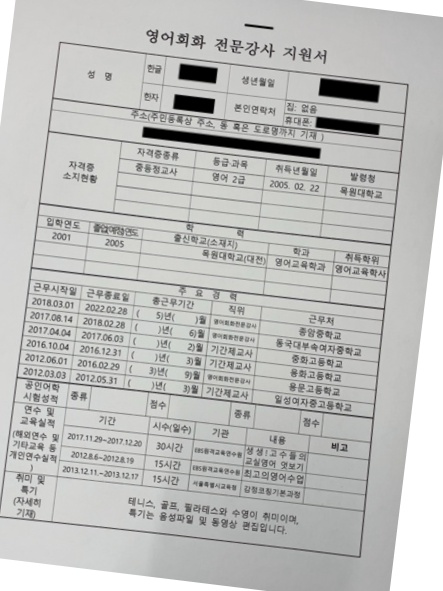 영어회화 전문강사 지원서
성 명
한글
생년월일
한자
본인연락처
집: 없음
휴대폰:
주소(주민등록상 주소, 동 혹은 도로명까지 기재 )
자격증
소지현황
자격증종류 등급·과목 취득년월일 발령청
중등정교사 영어 2급 2005. 02. 22 목원대학교
학 력
입학연도 출신학교(소재지) 학과 취득학위
2001 2005 목원대학교(대전) 영어교육학과 영어교육학사
주 요 경 력
근무시작일 근무종료일 총근무기간 직위 근무처
2018.03.01 2022.02.28 ( 5)년( )월 영어회화전문강사 중암중학교
2017.08.14 2018.02.28 ( )년( 6)월 영어회화전문강사 동국대부속여자중학교
2017.04.04 2017.06.03 ( )년( 2)월 기간제교사 중화고등학교
2016.10.04 2016.12.31 ( )년( 3)월 기간제교사 동화고등학교
2012.06.01 2016.02.29 ( 3)년( 9)월 영어회화전문강사 용문고등학교
2012.03.03 2012.05.31 ( )년( 3)월 기간제교사 일성여자중고등학교
공인어학
시험성적
종류 점수 종류 점수
연수 및
교육실적
(해외연수 및
기타교육 등
개인연수실적
)
기간 시수(일수) 기관 내용 비고
2017.11.29~2017.12.20 30시간 EBS원격교육연수원 생생!고수들의
교실영어 엿보기
2012.8.6~2012.8.19 15시간 EBS원격교육연수원 최고의영어수업
2013.12.11~2013.12.17 15시간 서울특별시교육청 감정코칭기본과정
취미 및
특기
(자세히
기재)
테니스, 골프, 필라테스와 수영이 취미이며,
특기는 음성파일 및 동영상 편집입니다.